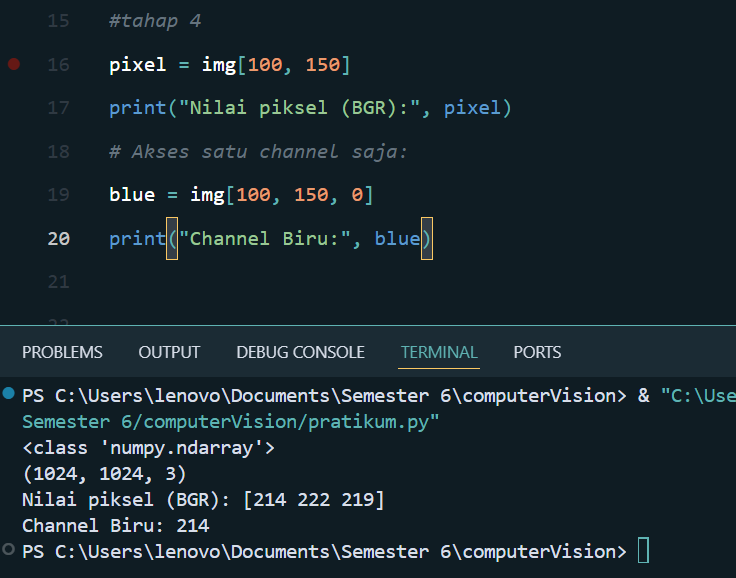 15 #tahap 4
16 pixel = img[100, 150]
17 print("Nilai piksel (BGR):", pixel)
18 # Akses satu channel saja:
19 blue = img[100, 150, 0]
20 print("Channel Biru:", blue)
21
PROBLEMS OUTPUT DEBUG CONSOLE TERMINAL PORTS
PS C:\Users\lenovo\Documents\Semester 6\computerVision> & "C:\Use
Semester 6/computerVision/pratikum.py"
<class 'numpy.ndarray'>
(1024, 1024, 3)
Nilai piksel (BGR): [214 222 219]
Channel Biru: 214
PS C:\Users\lenovo\Documents\Semester 6\computerVision>